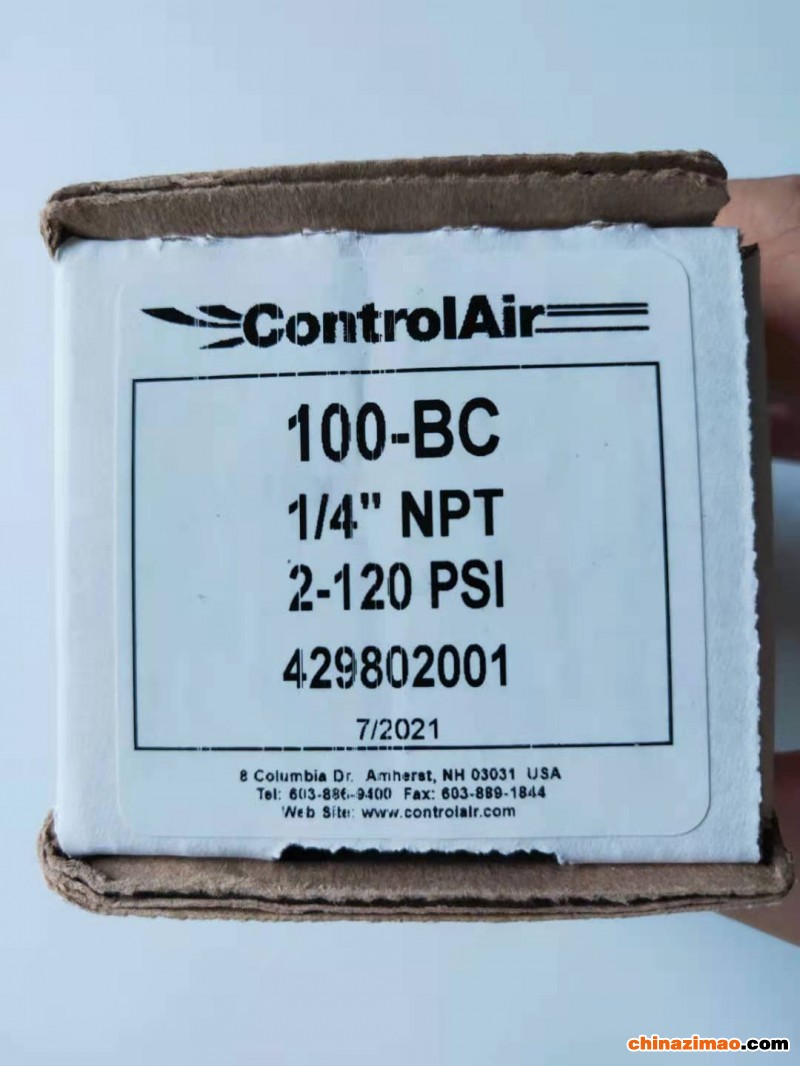 ControlAir
100-BC
1/4" NPT
2-120 PSI
429802001
7/2021
8 Columbia Dr. Amherst, NH 03031 USA
Tel: 603-886-9400 Fax: 603-889-1844
Web Site: www.controlair.com
chinazimao.com